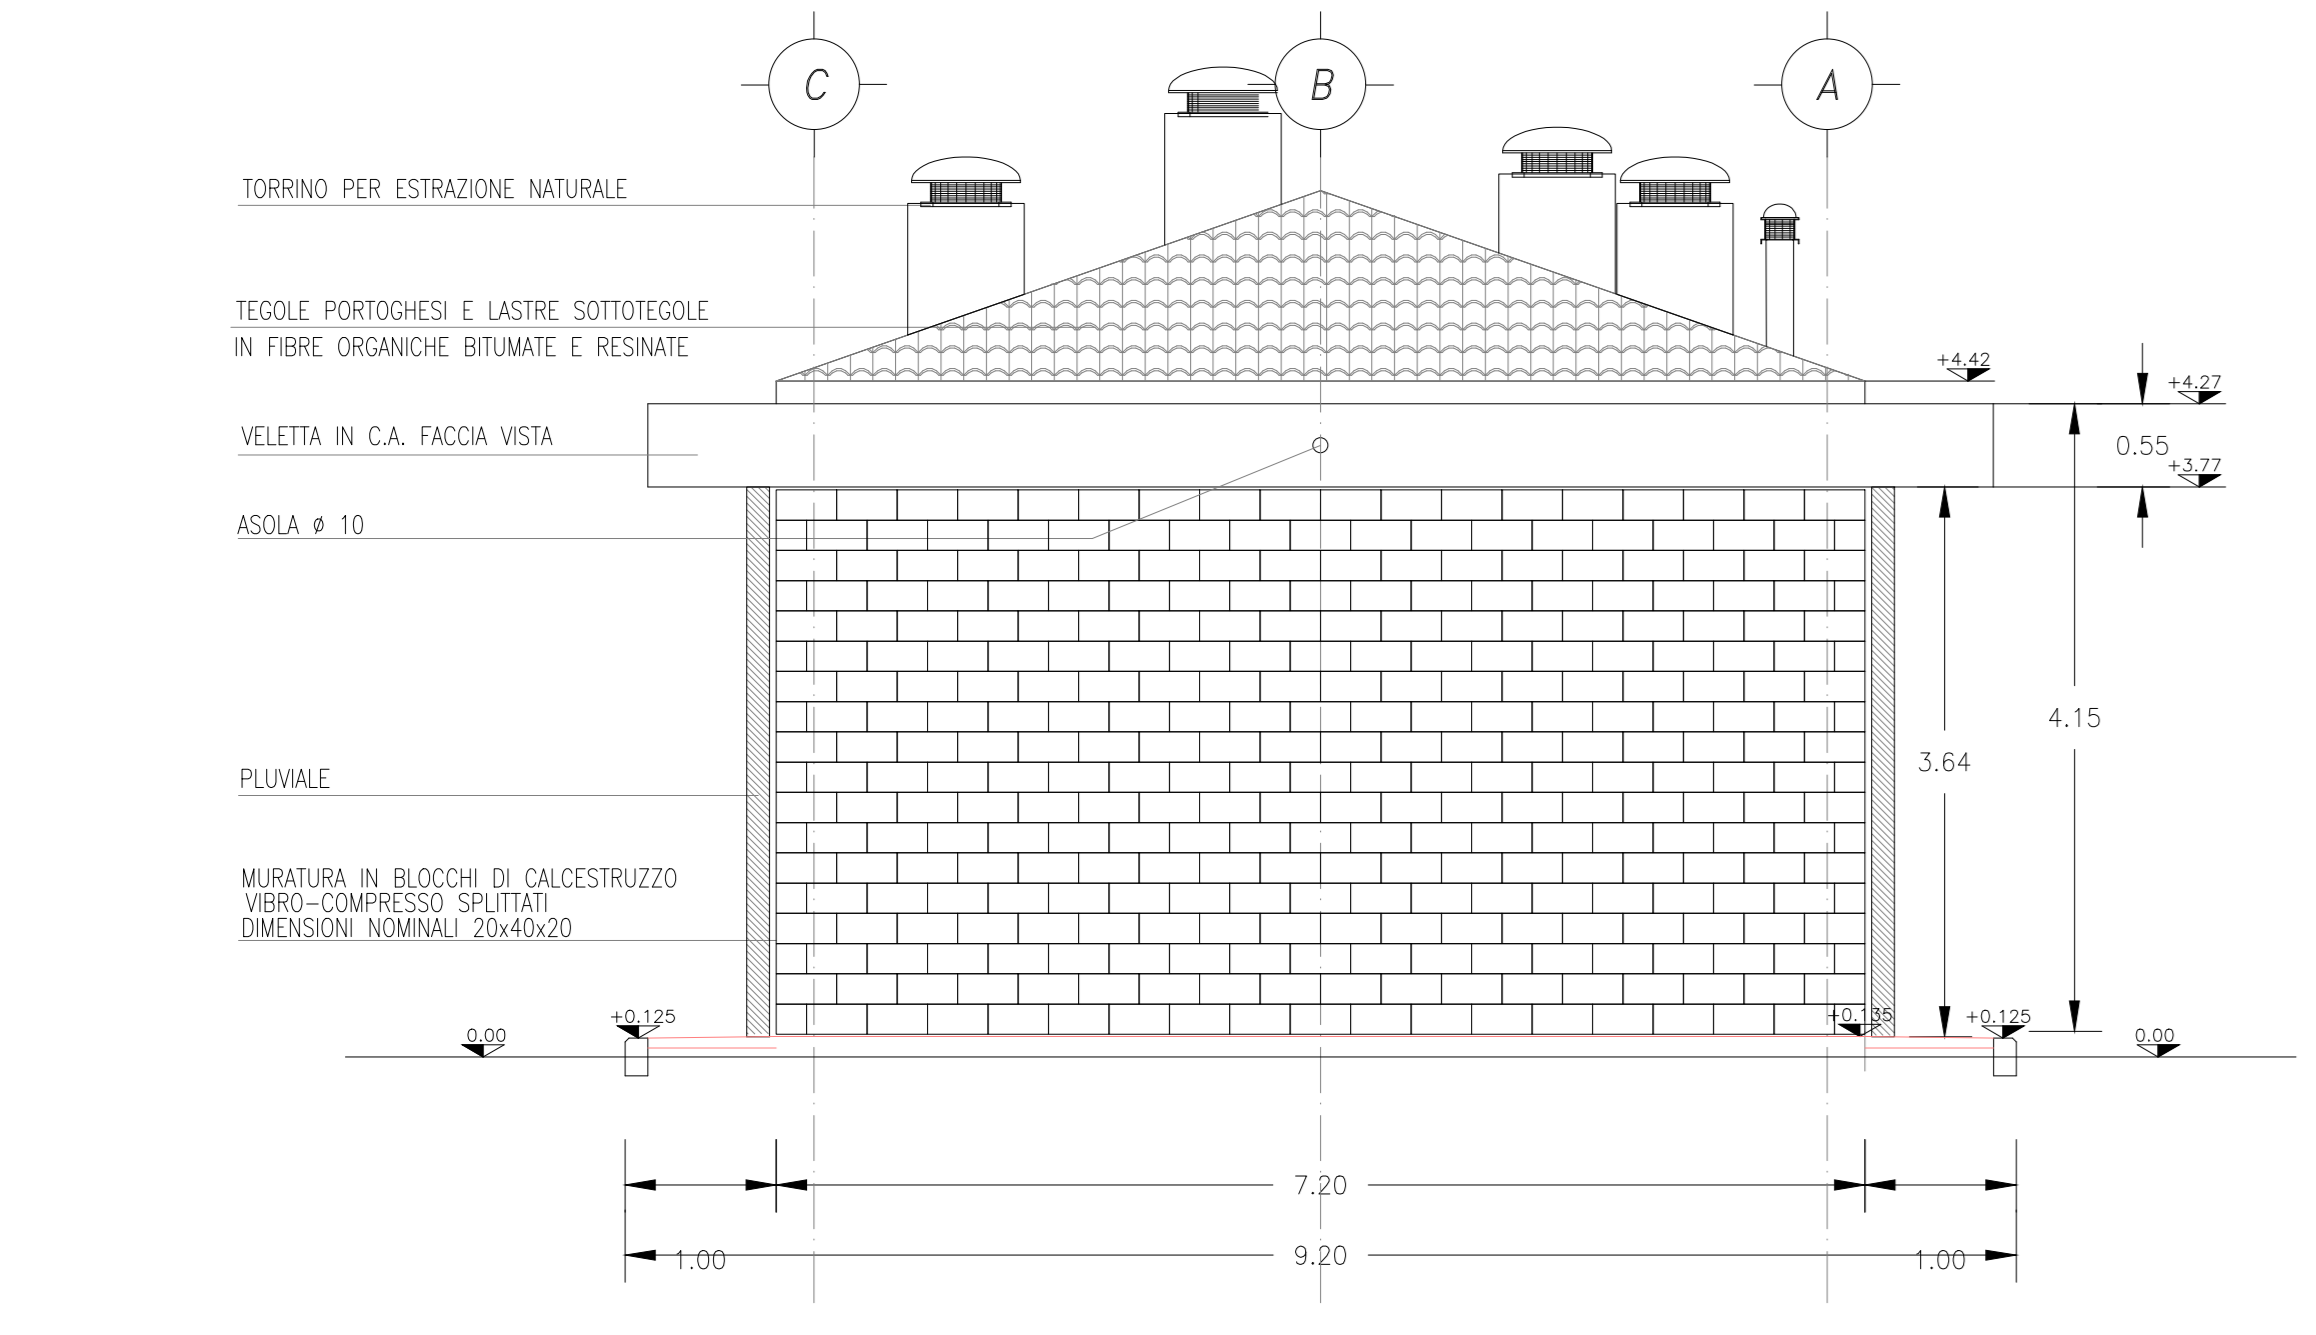 C
B
A
TORRINO PER ESTRAZIONE NATURALE
TEGOLE PORTOGHESI E LASTRE SOTTOTEGOLE
IN FIBRE ORGANICHE BITUMATE E RESINATE
+4.42
+4.27
VELETTA IN C.A. FACCIA VISTA
0.55
+3.77
ASOLA ø 10
4.15
3.64
PLUVIALE
MURATURA IN BLOCCHI DI CALCESTRUZZO
VIBRO-COMPRESSO SPLITTATI
DIMENSIONI NOMINALI 20x40x20
0.00
+0.125
+0.135
+0.125
0.00
7.20
1.00
9.20
1.00